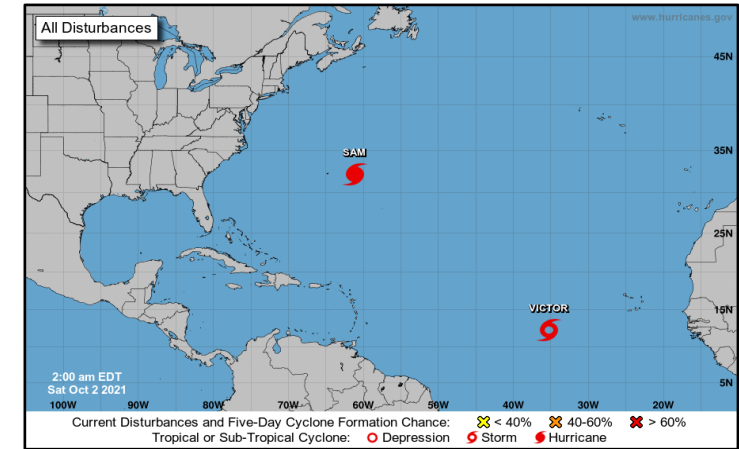 www.hurricanes.gov
All Disturbances
45N
SAM
35N
25N
VICTOR
15N
5N
2:00 am EDT
Sat Oct 2 2021
100W 90W 80W 70W 60W 50W 40W 30W 20W
Current Disturbances and Five-Day Cyclone Formation Chance: < 40% 40-60% > 60%
Tropical or Sub-Tropical Cyclone: Depression Storm Hurricane